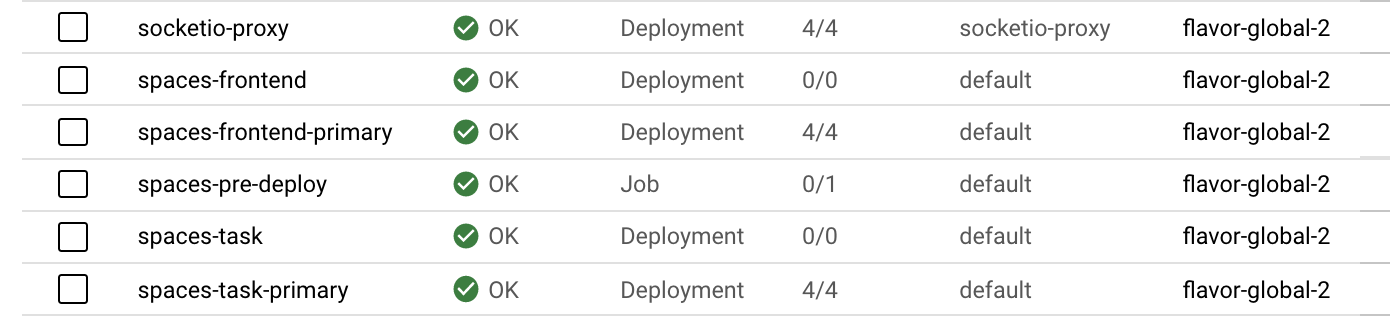 socketio-proxy OK Deployment 4/4 socketio-proxy flavor-global-2
spaces-frontend OK Deployment 0/0 default flavor-global-2
spaces-frontend-primary OK Deployment 4/4 default flavor-global-2
spaces-pre-deploy OK Job 0/1 default flavor-global-2
spaces-task OK Deployment 0/0 default flavor-global-2
spaces-task-primary OK Deployment 4/4 default flavor-global-2